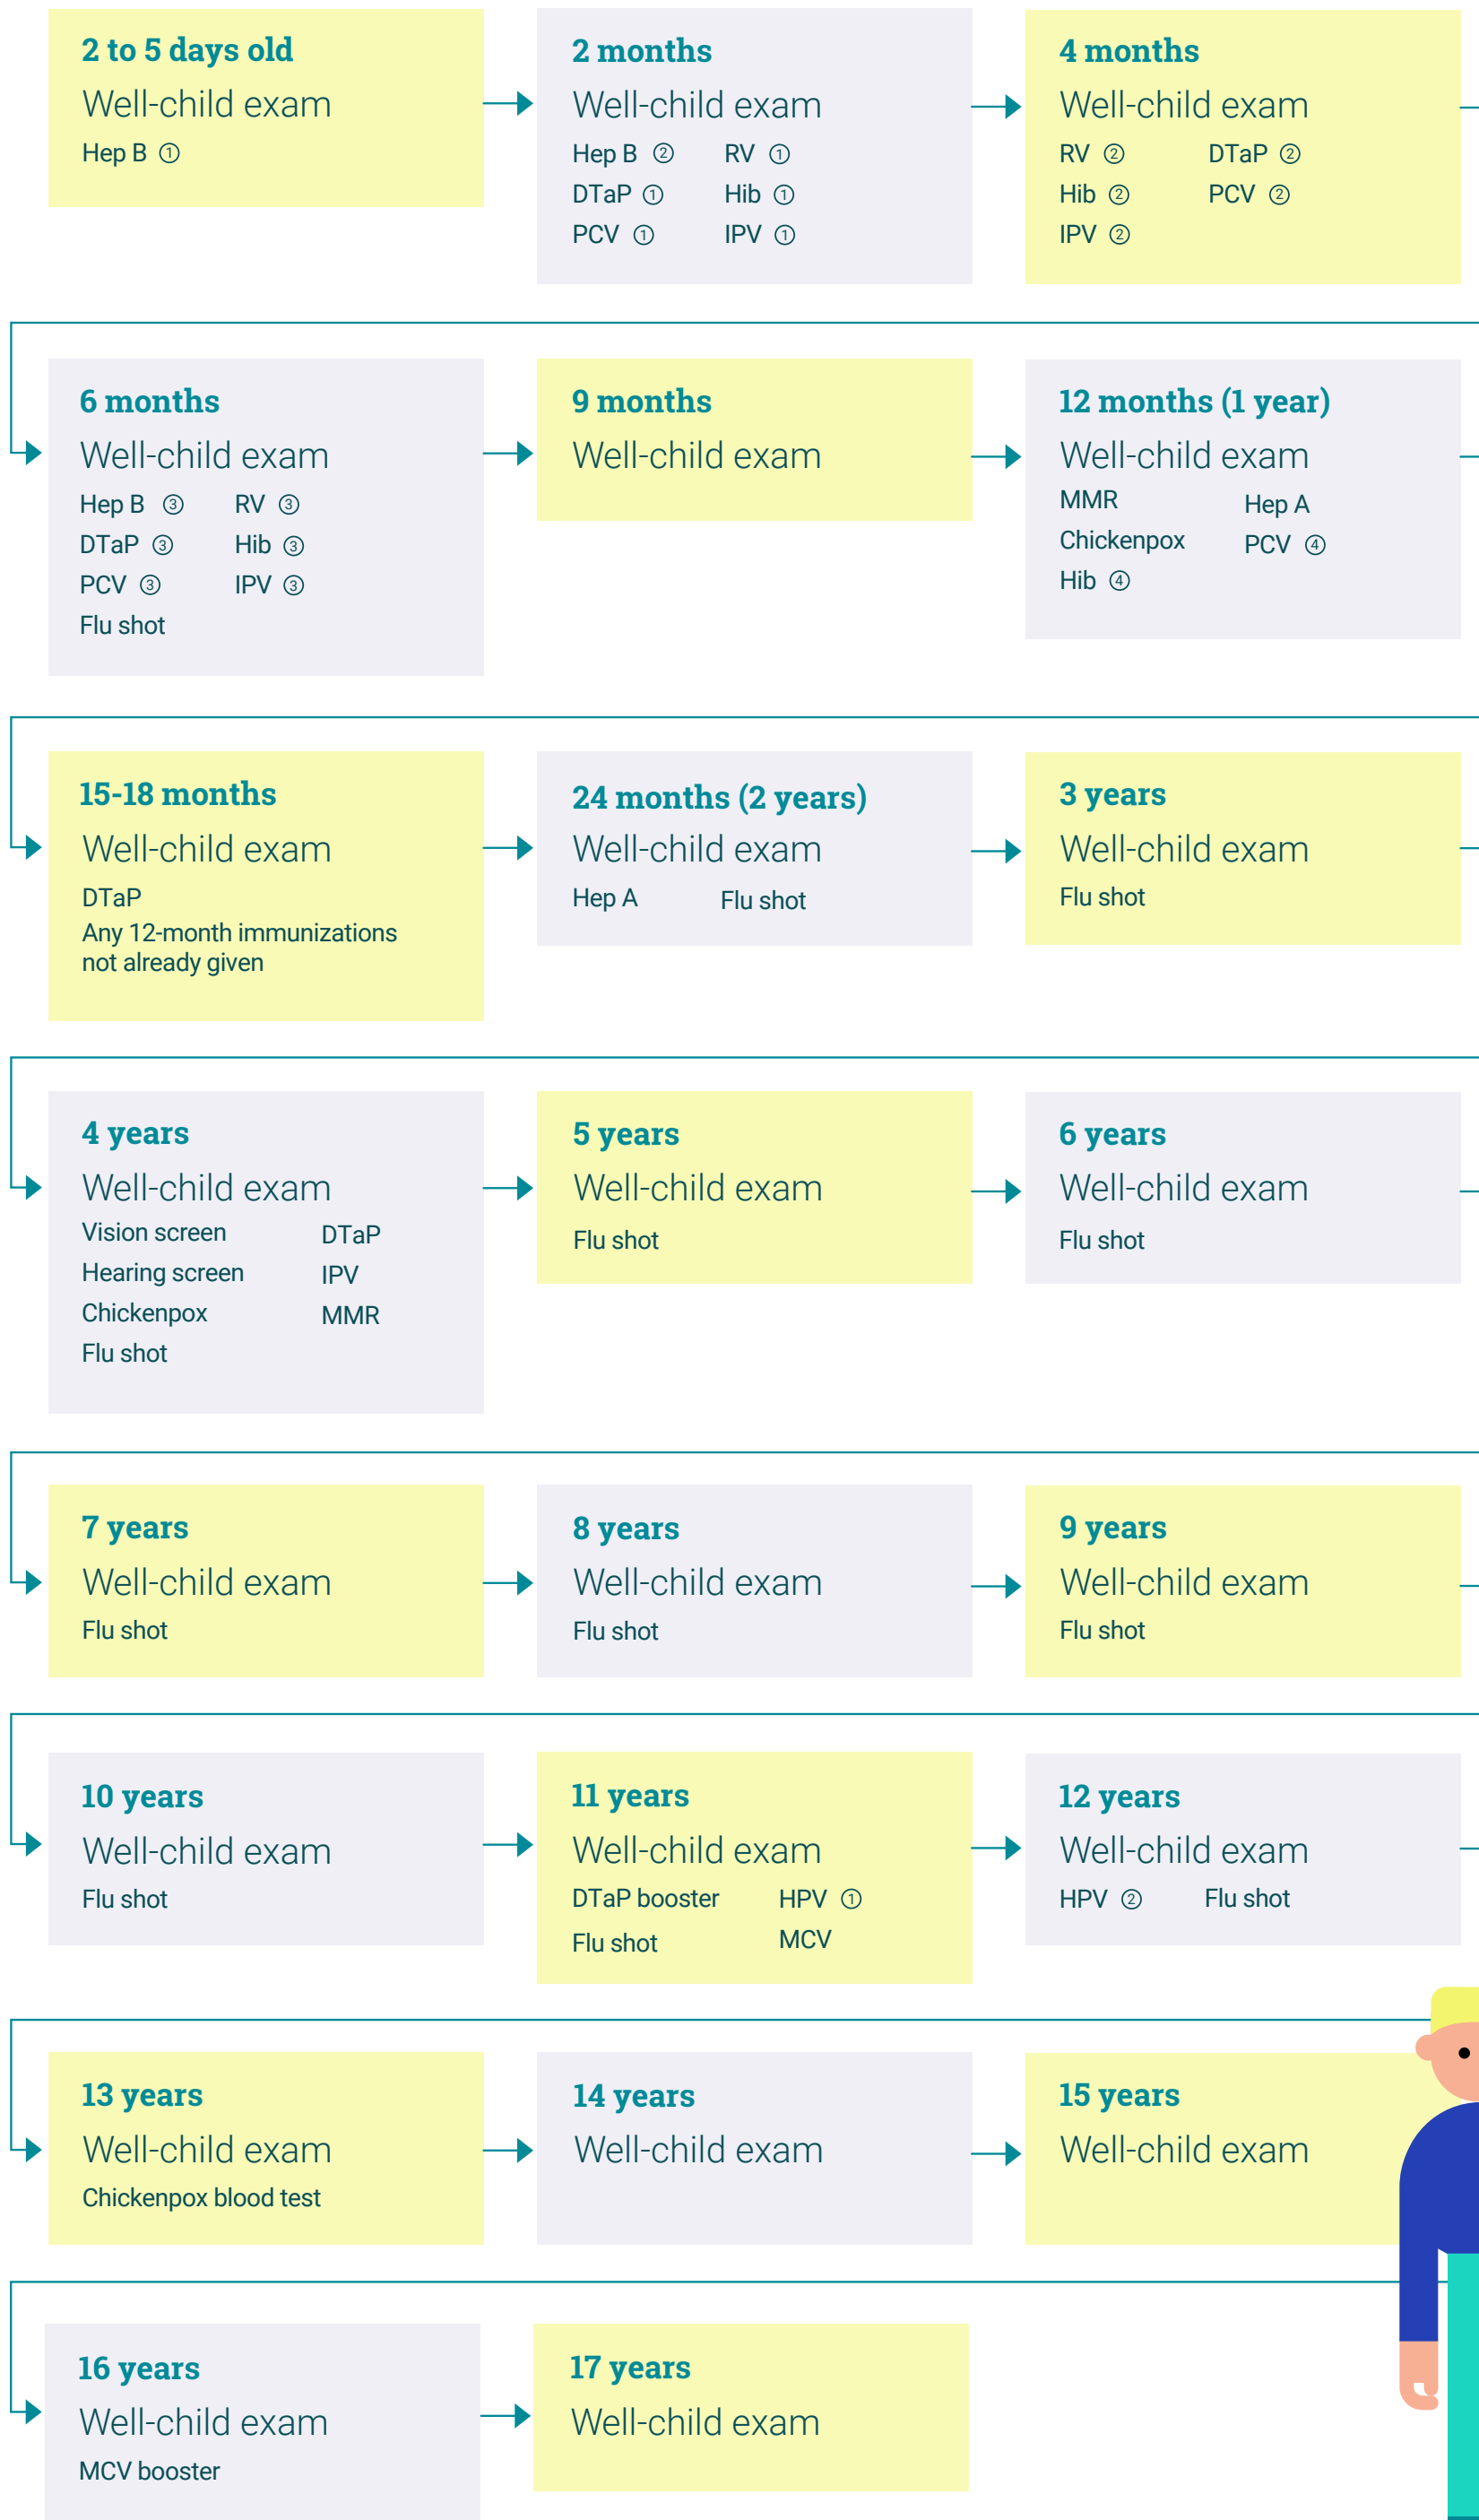 2 to 5 days old
Well-child exam
Hep B ①
2 months
Well-child exam
Hep B ② RV ①
DTaP ① Hib ①
PCV ① IPV ①
4 months
Well-child exam
RV ② DTaP ②
Hib ② PCV ②
IPV ②
6 months
Well-child exam
Hep B ③ RV ③
DTaP ③ Hib ③
PCV ③ IPV ③
Flu shot
9 months
Well-child exam
12 months (1 year)
Well-child exam
MMR Hep A
Chickenpox PCV ④
Hib ④
15-18 months
Well-child exam
DTaP
Any 12-month immunizations
not already given
24 months (2 years)
Well-child exam
Hep A Flu shot
3 years
Well-child exam
Flu shot
4 years
Well-child exam
Vision screen DTaP
Hearing screen IPV
Chickenpox MMR
Flu shot
5 years
Well-child exam
Flu shot
6 years
Well-child exam
Flu shot
7 years
Well-child exam
Flu shot
8 years
Well-child exam
Flu shot
9 years
Well-child exam
Flu shot
10 years
Well-child exam
Flu shot
11 years
Well-child exam
DTaP booster HPV ①
Flu shot MCV
12 years
Well-child exam
HPV ② Flu shot
13 years
Well-child exam
Chickenpox blood test
14 years
Well-child exam
15 years
Well-child exam
16 years
Well-child exam
MCV booster
17 years
Well-child exam